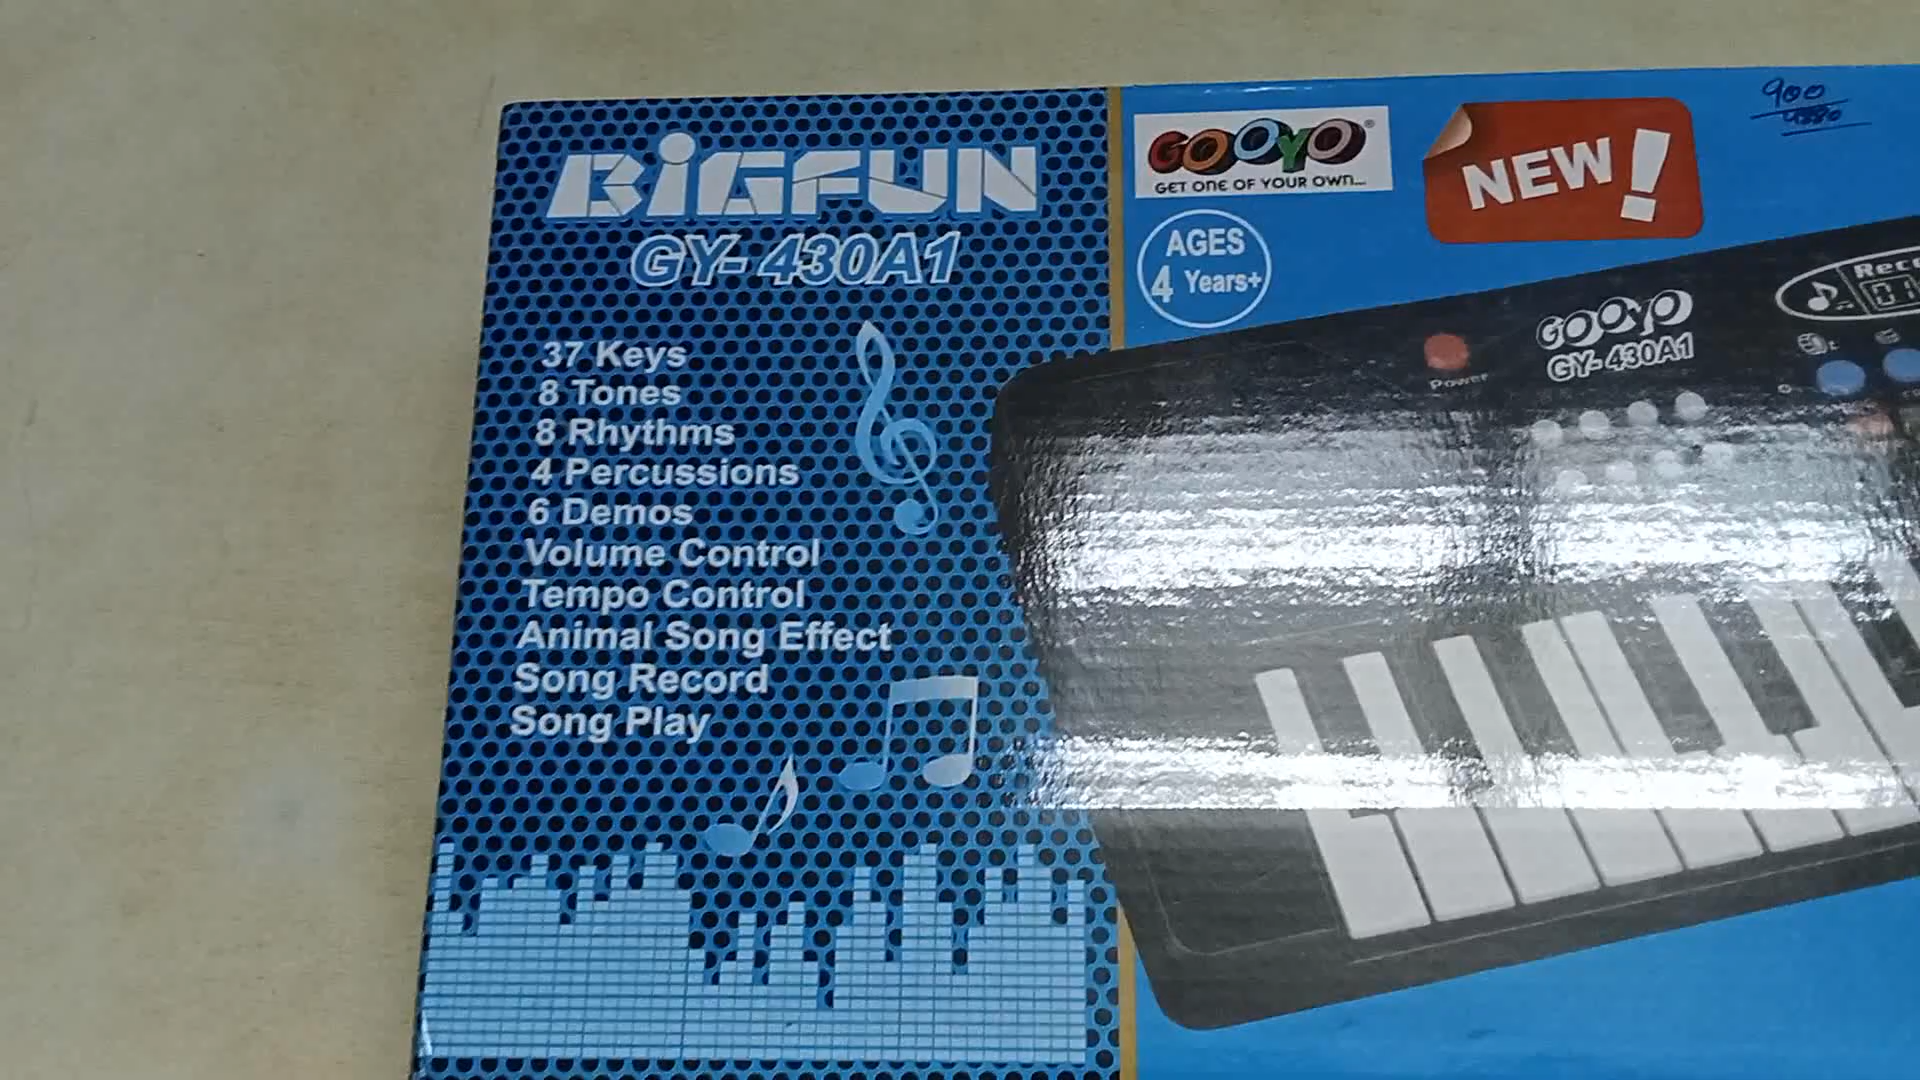 BiGFUN
GY-430A1
37 Keys
8 Tones
8 Rhythms
4 Percussions
6 Demos
Volume Control
Tempo Control
Animal Song Effect
Song Record
Song Play
GOOYO®
GET ONE OF YOUR OWN...
AGES
4 Years+
NEW!
900
GOOYO
GY-430A1
Power